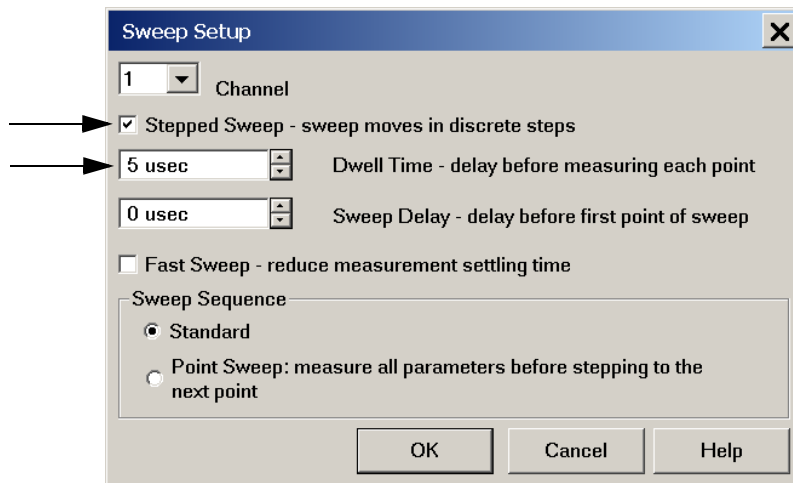 Sweep Setup
1
Channel
Stepped Sweep - sweep moves in discrete steps
5 usec
Dwell Time - delay before measuring each point
0 usec
Sweep Delay - delay before first point of sweep
Fast Sweep - reduce measurement settling time
Sweep Sequence
Standard
Point Sweep: measure all parameters before stepping to the
next point
OK
Cancel
Help